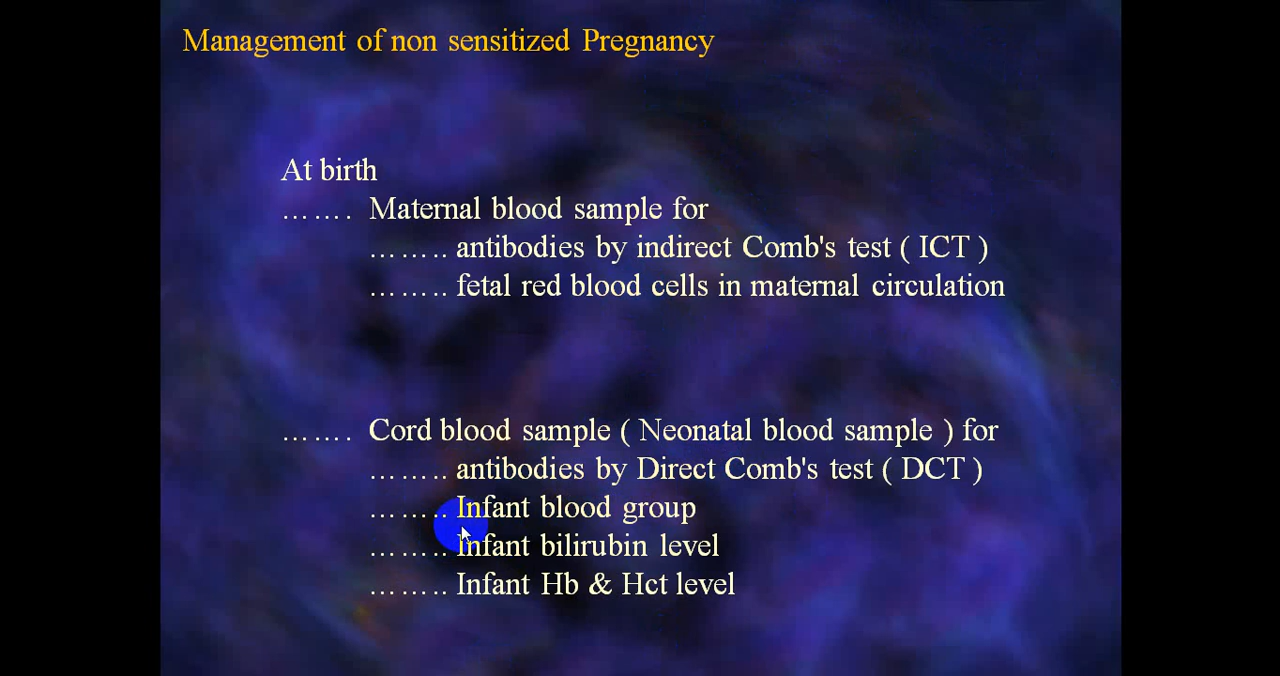 Management of non sensitized Pregnancy
At birth
……. Maternal blood sample for
…….. antibodies by indirect Comb's test ( ICT )
…….. fetal red blood cells in maternal circulation
……. Cord blood sample ( Neonatal blood sample ) for
…….. antibodies by Direct Comb's test ( DCT )
…….. Infant blood group
…….. Infant bilirubin level
…….. Infant Hb & Hct level